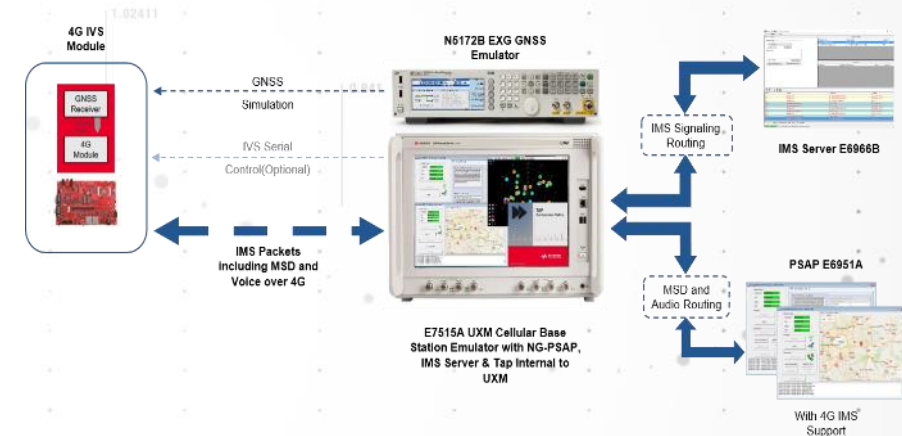 4G IVS
Module
GNSS
Receiver
4G
Module
GNSS
Simulation
IVS Serial
Control(Optional)
IMS Packets
including MSD and
Voice over 4G
N5172B EXG GNSS
Emulator
TAP
E7515A UXM Cellular Base
Station Emulator with NG-PSAP,
IMS Server & Tap Internal to
UXM
IMS Signaling
Routing
IMS Server E6966B
MSD and
Audio Routing
PSAP E6951A
With 4G IMS
Support